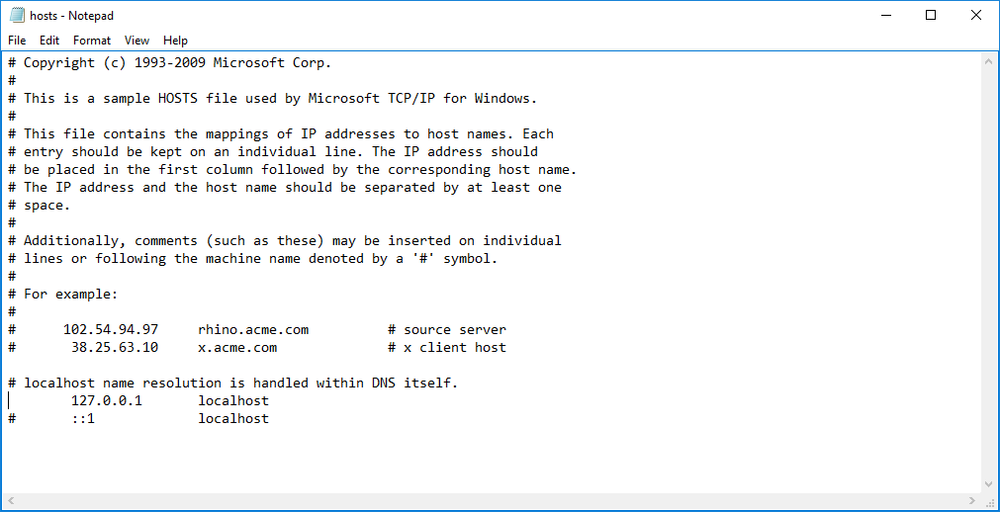 hosts - Notepad
File Edit Format View Help
# Copyright (c) 1993-2009 Microsoft Corp.
#
# This is a sample HOSTS file used by Microsoft TCP/IP for Windows.
#
# This file contains the mappings of IP addresses to host names. Each
# entry should be kept on an individual line. The IP address should
# be placed in the first column followed by the corresponding host name.
# The IP address and the host name should be separated by at least one
# space.
#
# Additionally, comments (such as these) may be inserted on individual
# lines or following the machine name denoted by a '#' symbol.
#
# For example:
#
#      102.54.94.97     rhino.acme.com          # source server
#       38.25.63.10     x.acme.com              # x client host

# localhost name resolution is handled within DNS itself.
        127.0.0.1       localhost
#       ::1             localhost